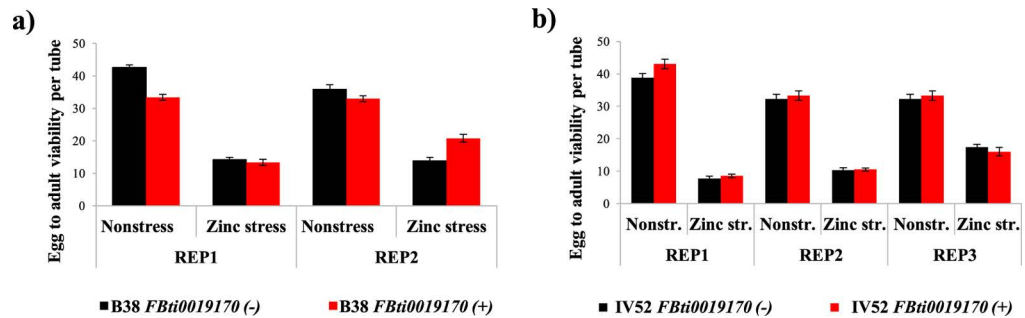 a)
Egg to adult viability per tube
50
40
30
20
10
0
Nonstress Zinc stress Nonstress Zinc stress
REP1 REP2
B38 FBti0019170 (-) B38 FBti0019170 (+)
b)
Egg to adult viability per tube
50
40
30
20
10
0
Nonstr. Zinc str. Nonstr. Zinc str. Nonstr. Zinc str.
REP1 REP2 REP3
IV52 FBti0019170 (-) IV52 FBti0019170 (+)